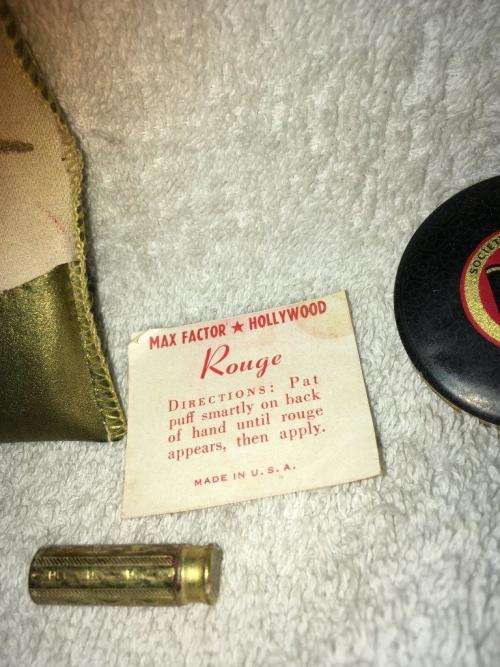 MAX FACTOR ★ HOLLYWOOD
Rouge
DIRECTIONS: Pat
puff smartly on back
of hand until rouge
appears, then apply.
MADE IN U.S.A.